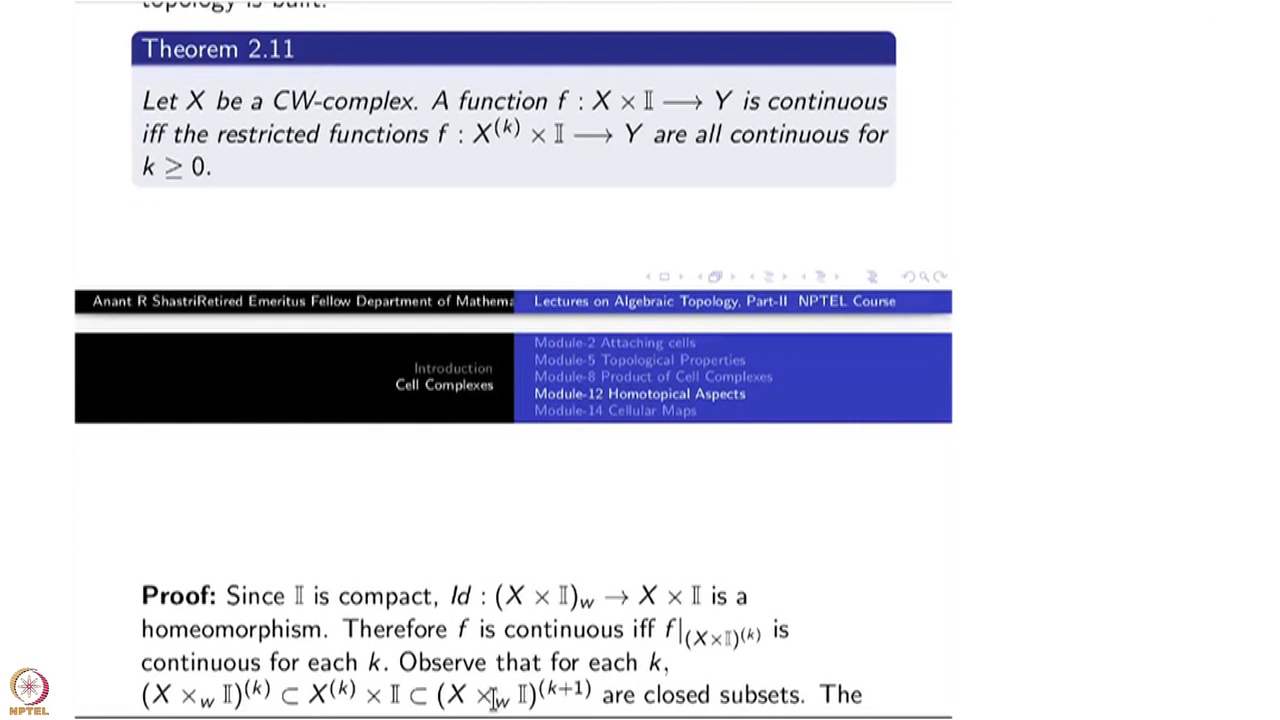 topology is built.
Theorem 2.11
Let X be a CW-complex. A function f : X × 𝕀 ⟶ Y is continuous
iff the restricted functions f : X^(k) × 𝕀 ⟶ Y are all continuous for
k ≥ 0.
Anant R ShastriRetired Emeritus Fellow Department of Mathema
Lectures on Algebraic Topology, Part-II NPTEL Course
Introduction
Cell Complexes
Module-2 Attaching cells
Module-5 Topological Properties
Module-8 Product of Cell Complexes
Module-12 Homotopical Aspects
Module-14 Cellular Maps
Proof: Since 𝕀 is compact, Id : (X × 𝕀)_w → X × 𝕀 is a
homeomorphism. Therefore f is continuous iff f|_(X×𝕀)^(k) is
continuous for each k. Observe that for each k,
(X ×_w 𝕀)^(k) ⊂ X^(k) × 𝕀 ⊂ (X ×_w 𝕀)^(k+1) are closed subsets. The
NPTEL